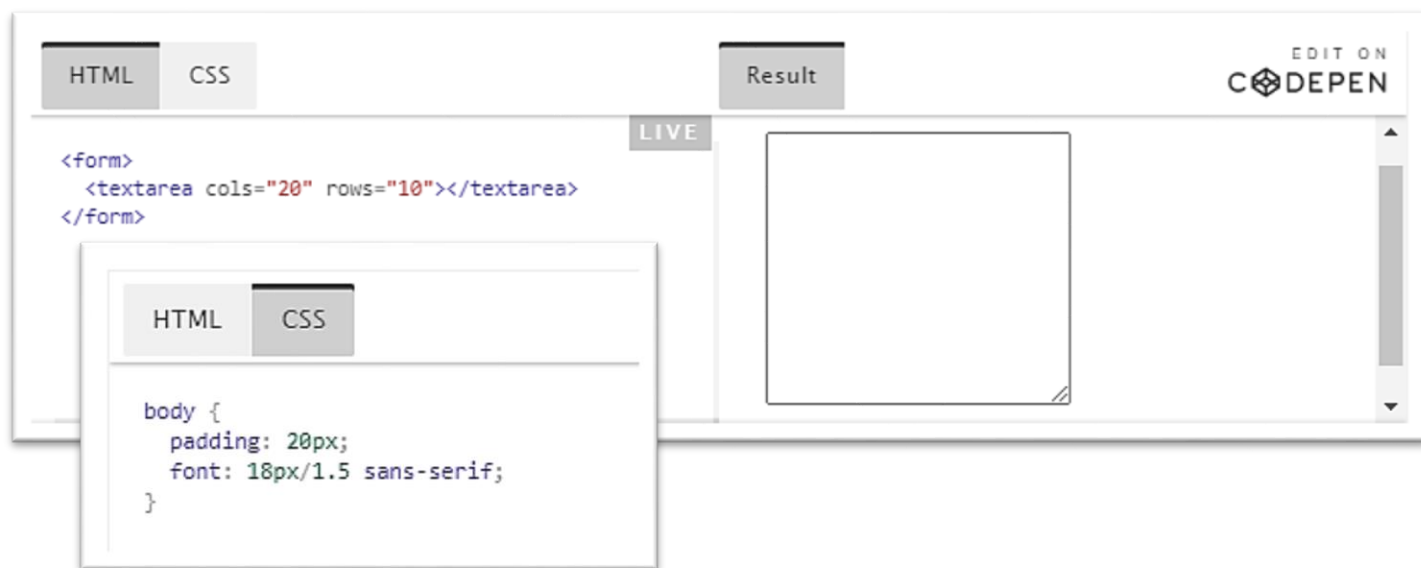 HTML CSS
Result
EDIT ON
CODEPEN
LIVE
<form>
  <textarea cols="20" rows="10"></textarea>
</form>
HTML CSS
body {
  padding: 20px;
  font: 18px/1.5 sans-serif;
}